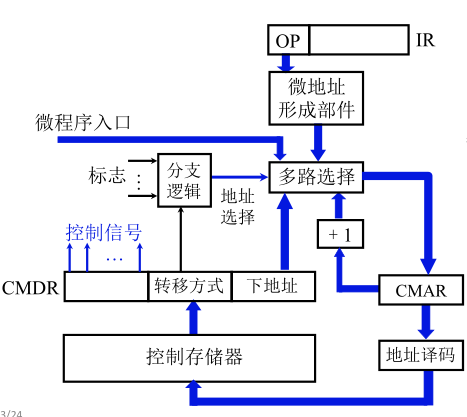 OP
IR
微地址
形成部件
微程序入口
标志
⋮
分支
逻辑
地址
选择
多路选择
控制信号
…
+ 1
CMDR
转移方式
下地址
CMAR
控制存储器
地址译码
3/24